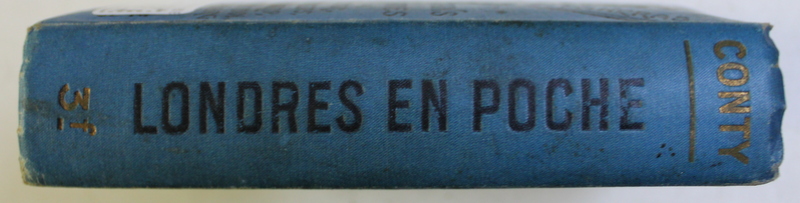 CONTY
LONDRES EN POCHE
3f